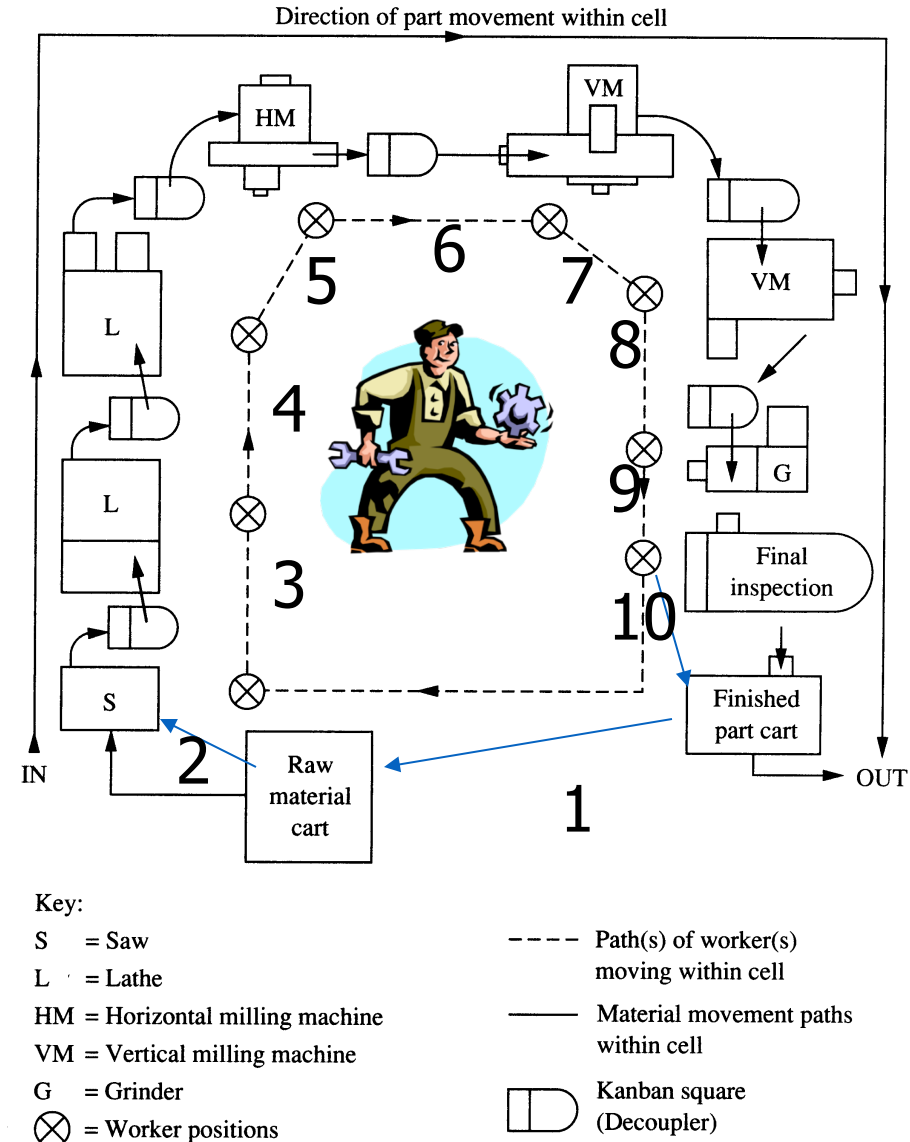 Direction of part movement within cell
HM
VM
L
VM
L
G
S
5
6
7
8
4
9
3
10
2
1
Final
inspection
Finished
part cart
Raw
material
cart
IN
OUT
Key:
S = Saw
L = Lathe
HM = Horizontal milling machine
VM = Vertical milling machine
G = Grinder
= Worker positions
Path(s) of worker(s)
moving within cell
Material movement paths
within cell
Kanban square
(Decoupler)